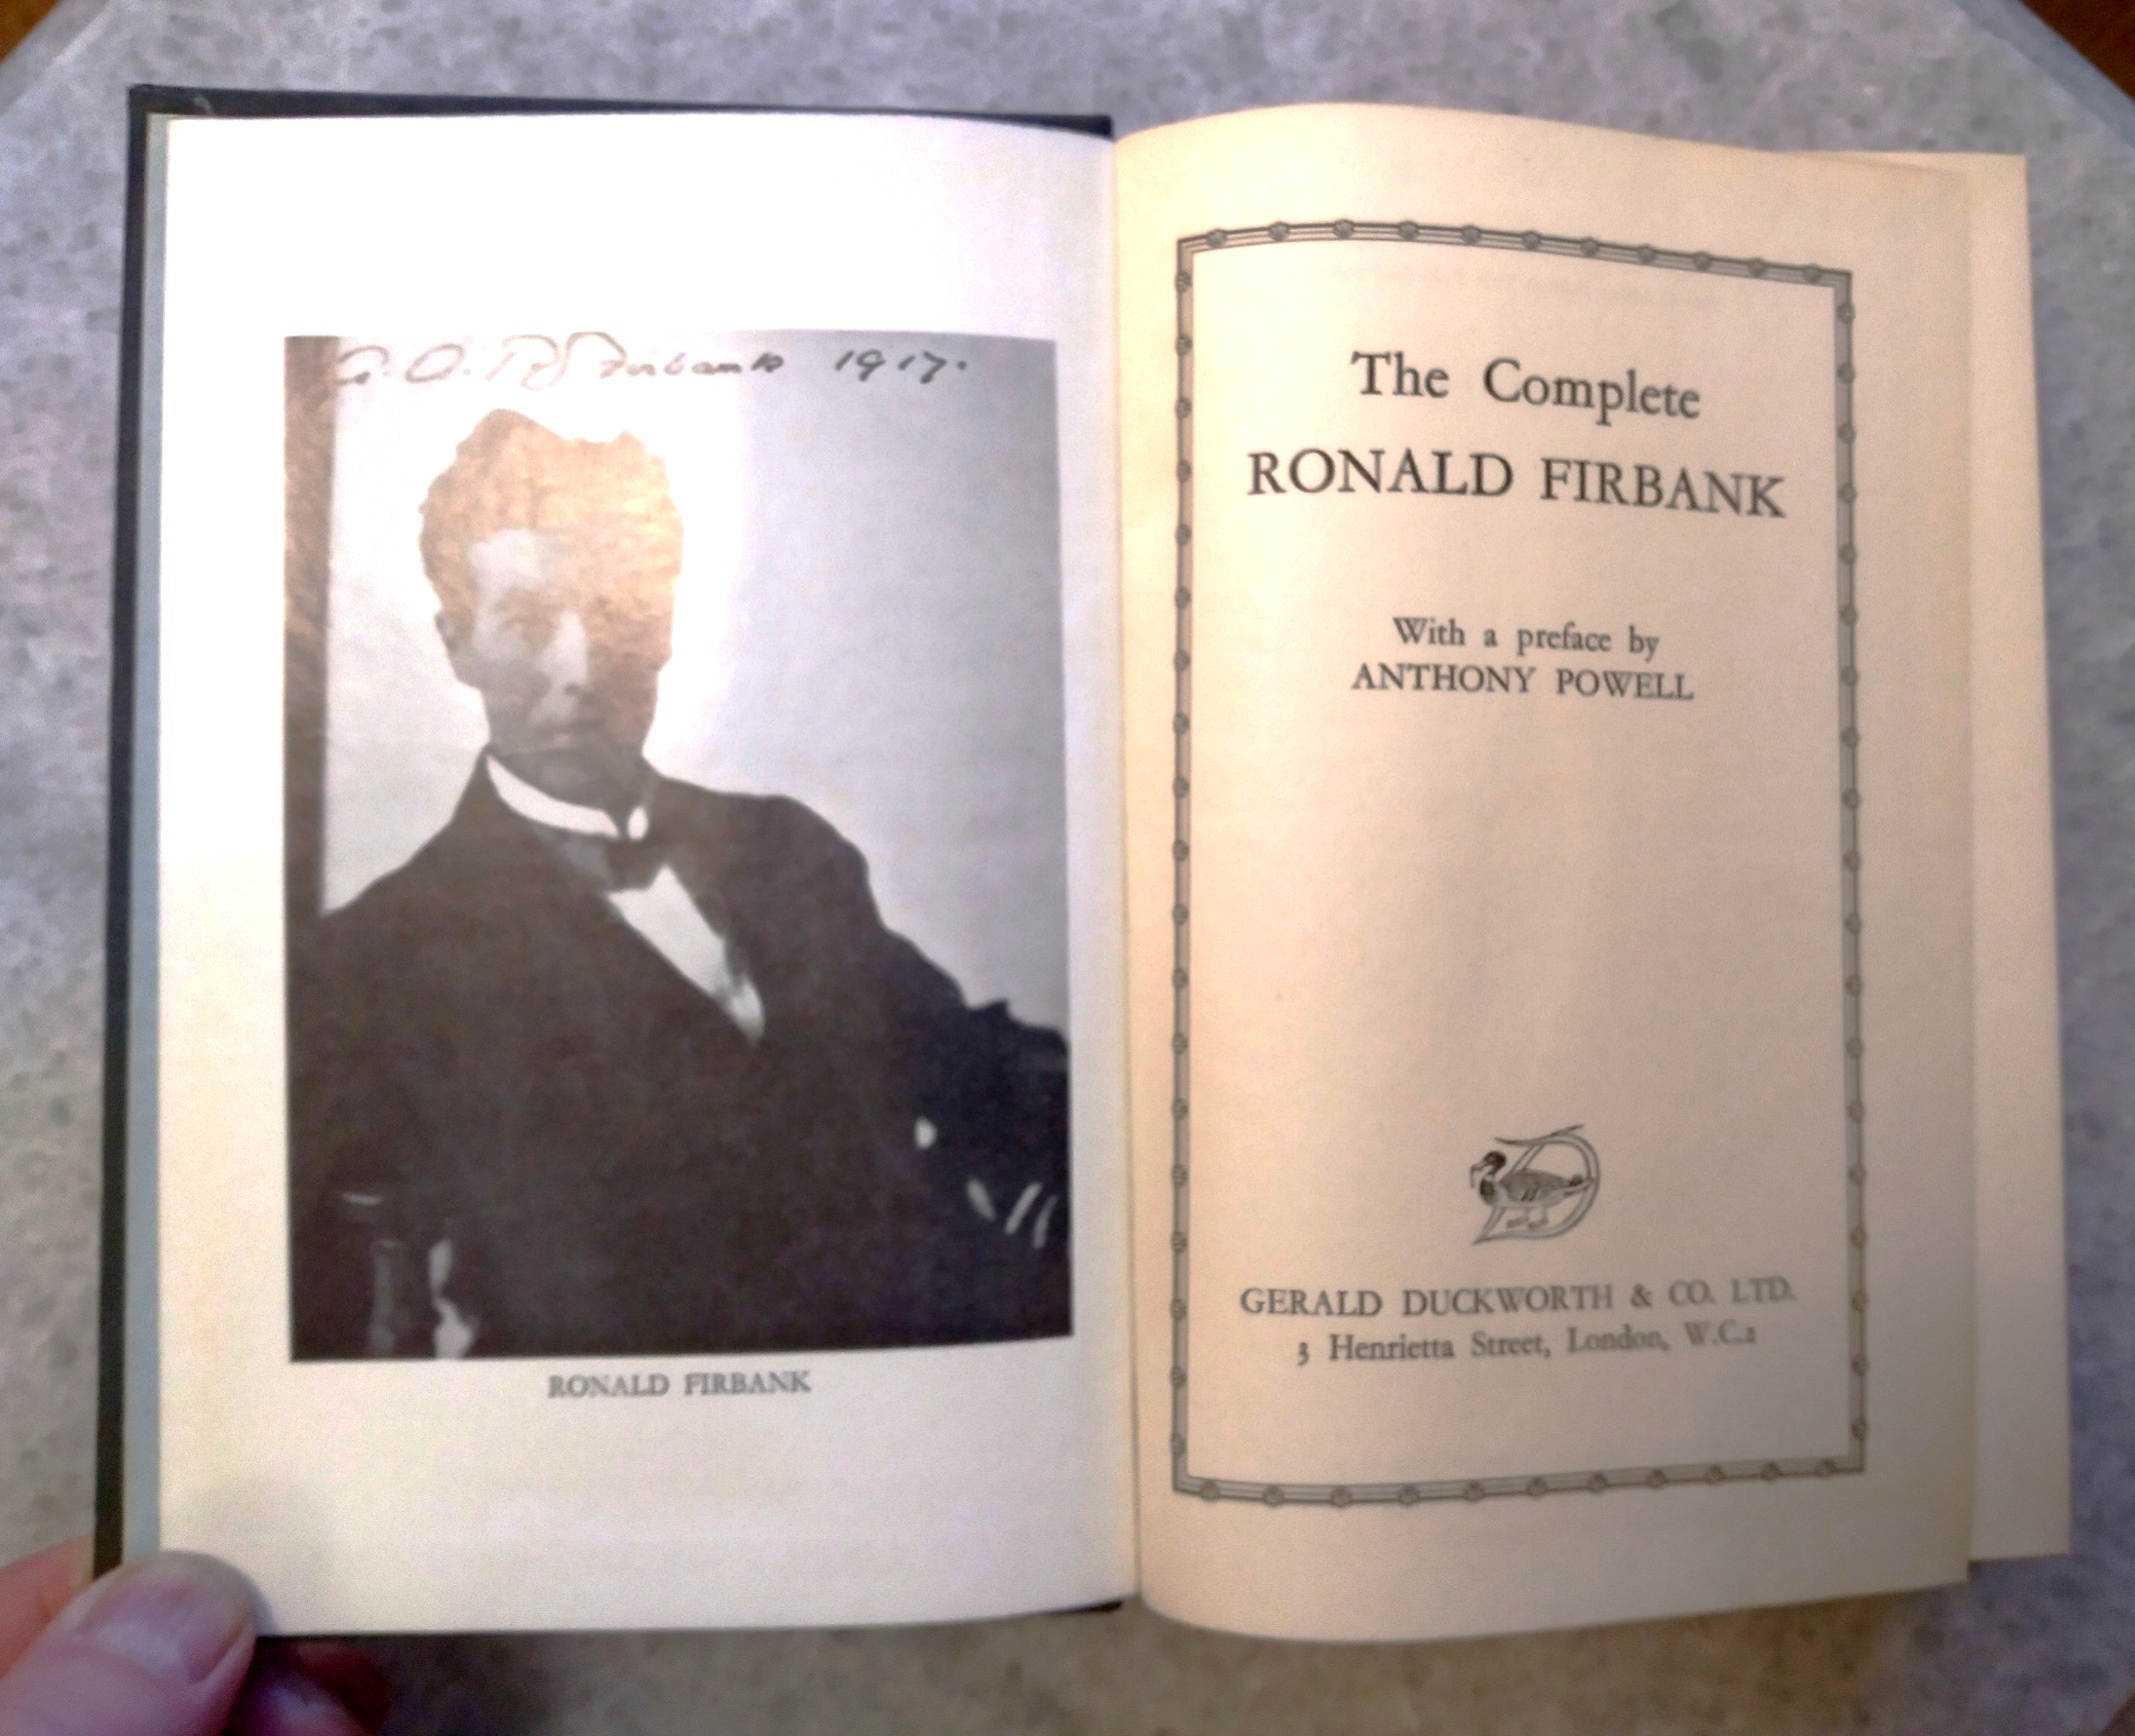 Firbank 1917.
RONALD FIRBANK
The Complete
RONALD FIRBANK
With a preface by
ANTHONY POWELL
GERALD DUCKWORTH & CO. LTD.
3 Henrietta Street, London, W.C.2